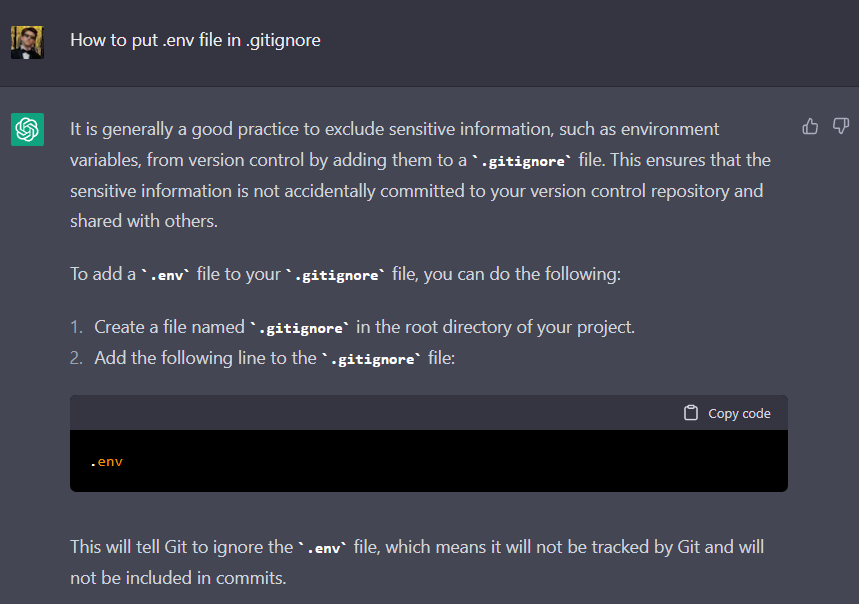 How to put .env file in .gitignore
It is generally a good practice to exclude sensitive information, such as environment
variables, from version control by adding them to a `.gitignore` file. This ensures that the
sensitive information is not accidentally committed to your version control repository and
shared with others.
To add a `.env` file to your `.gitignore` file, you can do the following:
1. Create a file named `.gitignore` in the root directory of your project.
2. Add the following line to the `.gitignore` file:
Copy code
.env
This will tell Git to ignore the `.env` file, which means it will not be tracked by Git and will
not be included in commits.